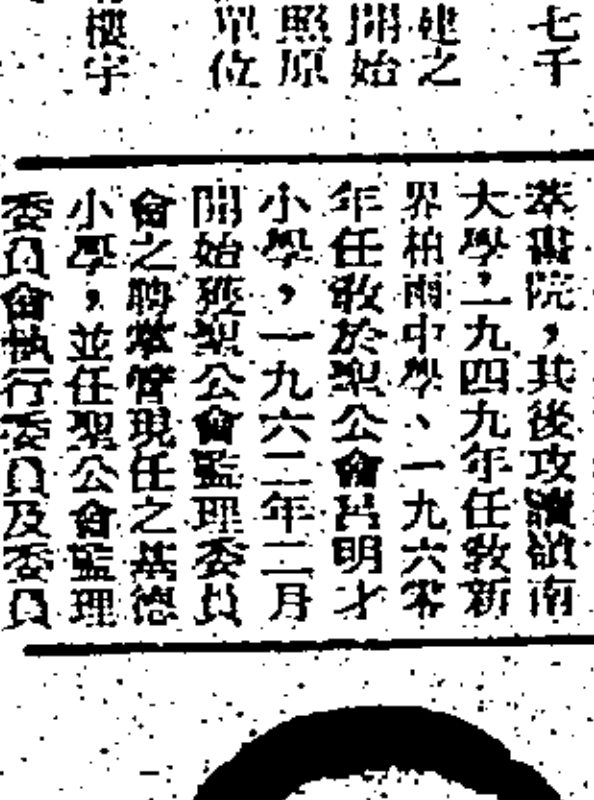 七千
建之
開始
照原
單位
樓宇
萃書院,其後攻讀嶺南
大學,一九四九年任教新
界柏雨中學、一九六零
年任教於聖公會呂明才
小學,一九六二年二月
開始獲聖公會監理委員
會之聘掌管現任之基德
小學,並任聖公會監理
委員會執行委員及委員